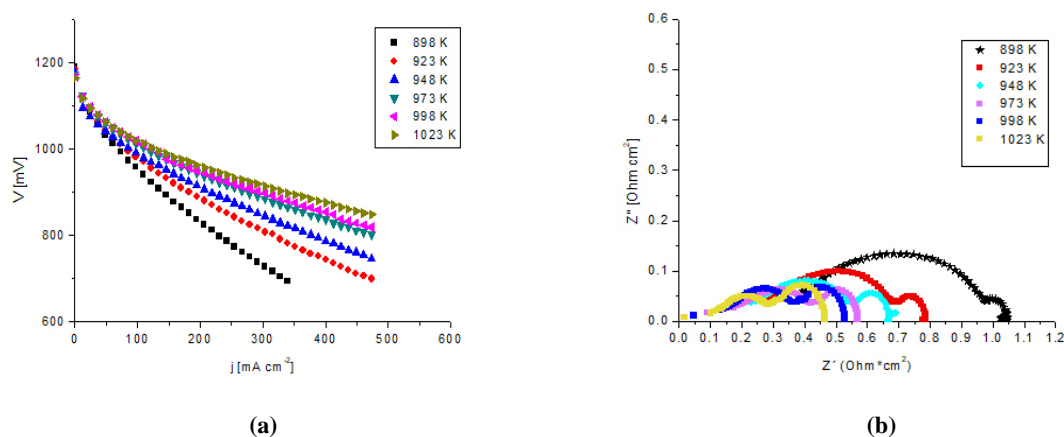 1200
1000
800
600
0
100
200
300
400
500
600
V [mV]
j [mA cm⁻²]
898 K
923 K
948 K
973 K
998 K
1023 K
(a)
0.6
0.5
0.4
0.3
0.2
0.1
0.0
0.0 0.1 0.2 0.3 0.4 0.5 0.6 0.7 0.8 0.9 1.0 1.1 1.2
Z'' [Ohm cm²]
Z´ (Ohm*cm²)
898 K
923 K
948 K
973 K
998 K
1023 K
(b)